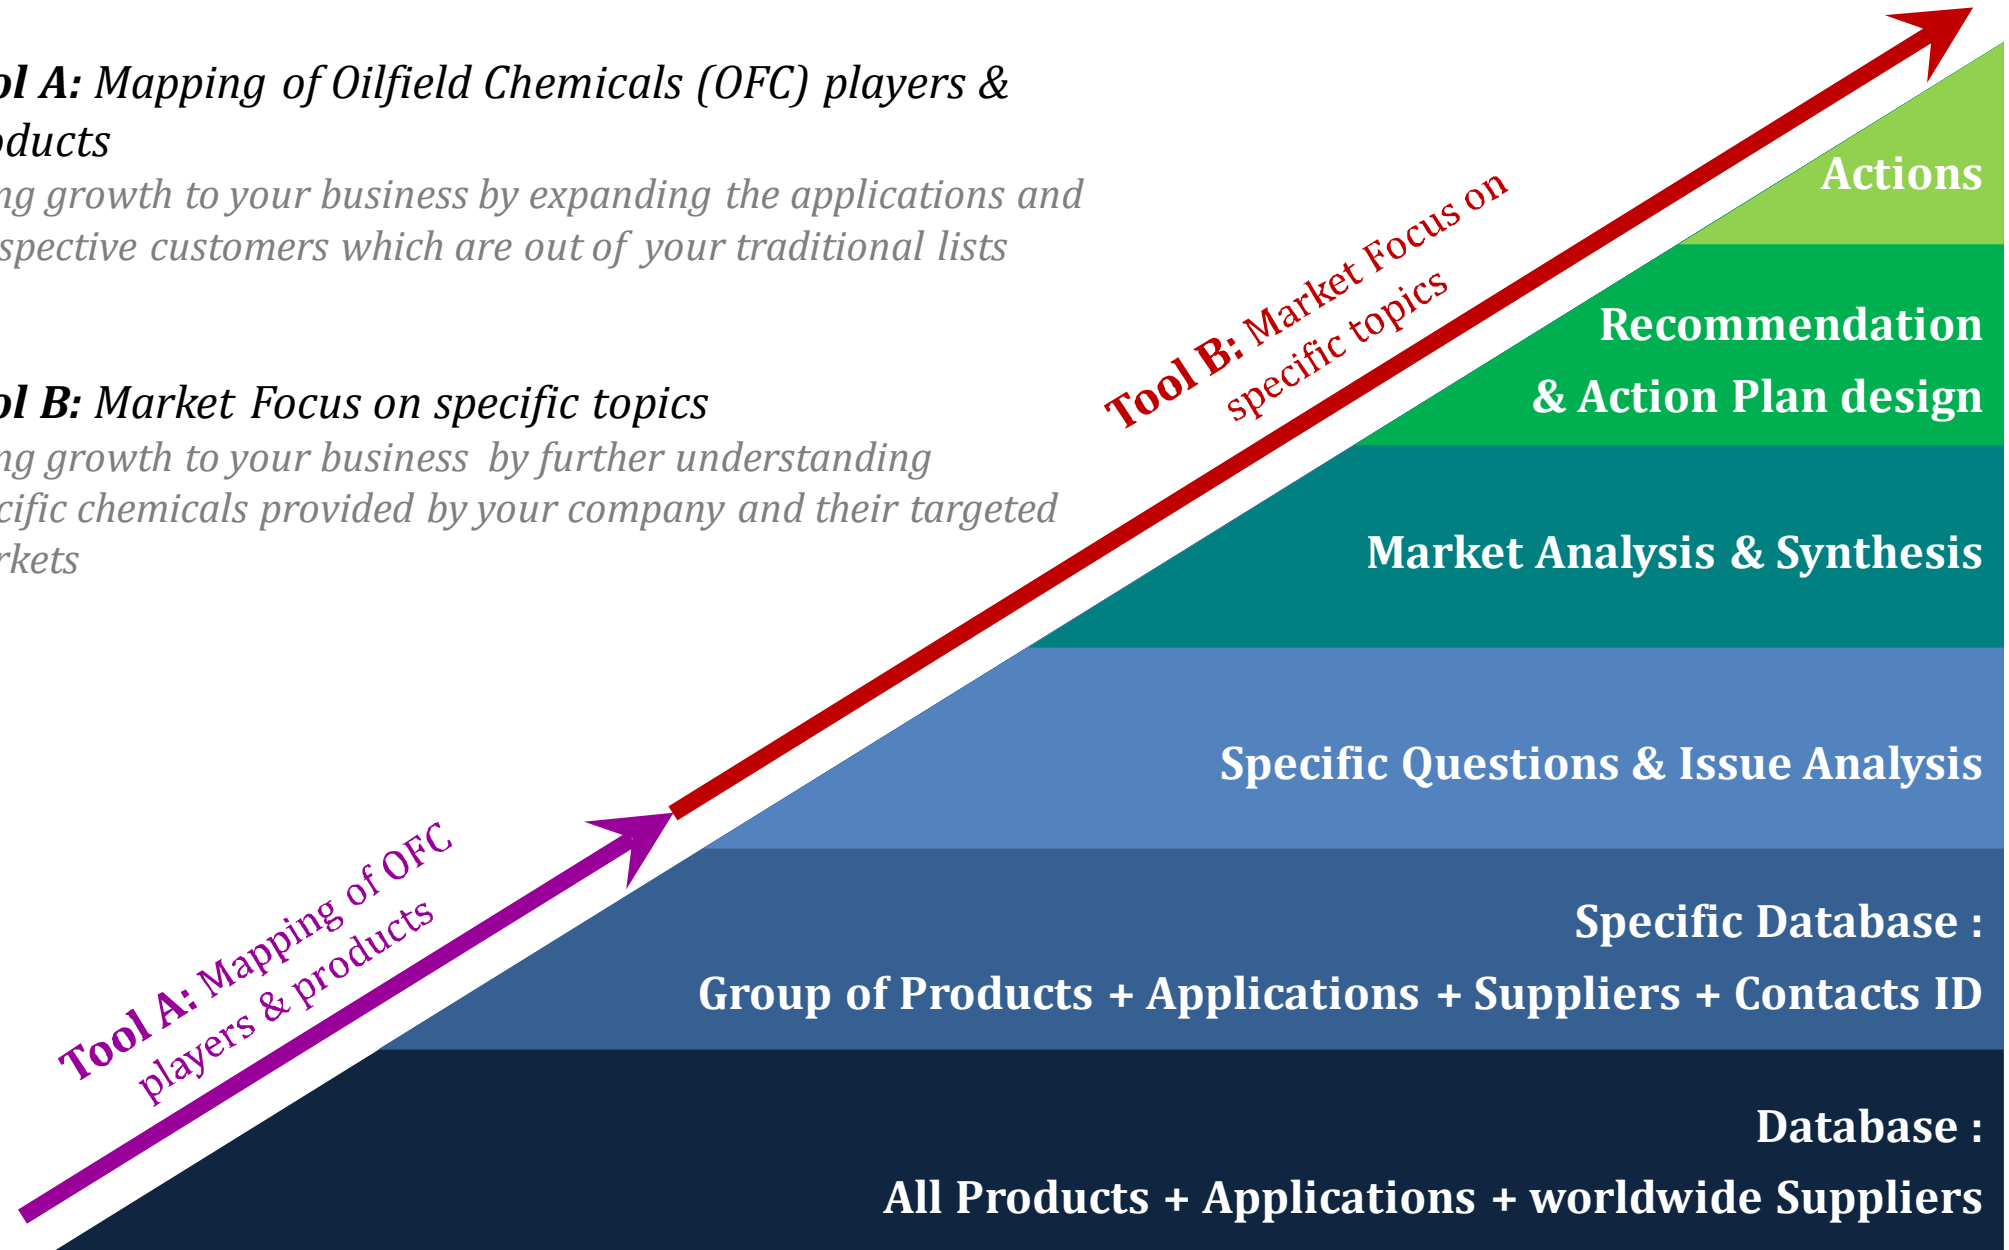 ol A: Mapping of Oilfield Chemicals (OFC) players &
ducts
ng growth to your business by expanding the applications and
spective customers which are out of your traditional lists
ol B: Market Focus on specific topics
ng growth to your business by further understanding
cific chemicals provided by your company and their targeted
rkets
Tool B: Market Focus on
specific topics
Tool A: Mapping of OFC
players & products
Actions
Recommendation
& Action Plan design
Market Analysis & Synthesis
Specific Questions & Issue Analysis
Specific Database :
Group of Products + Applications + Suppliers + Contacts ID
Database :
All Products + Applications + worldwide Suppliers